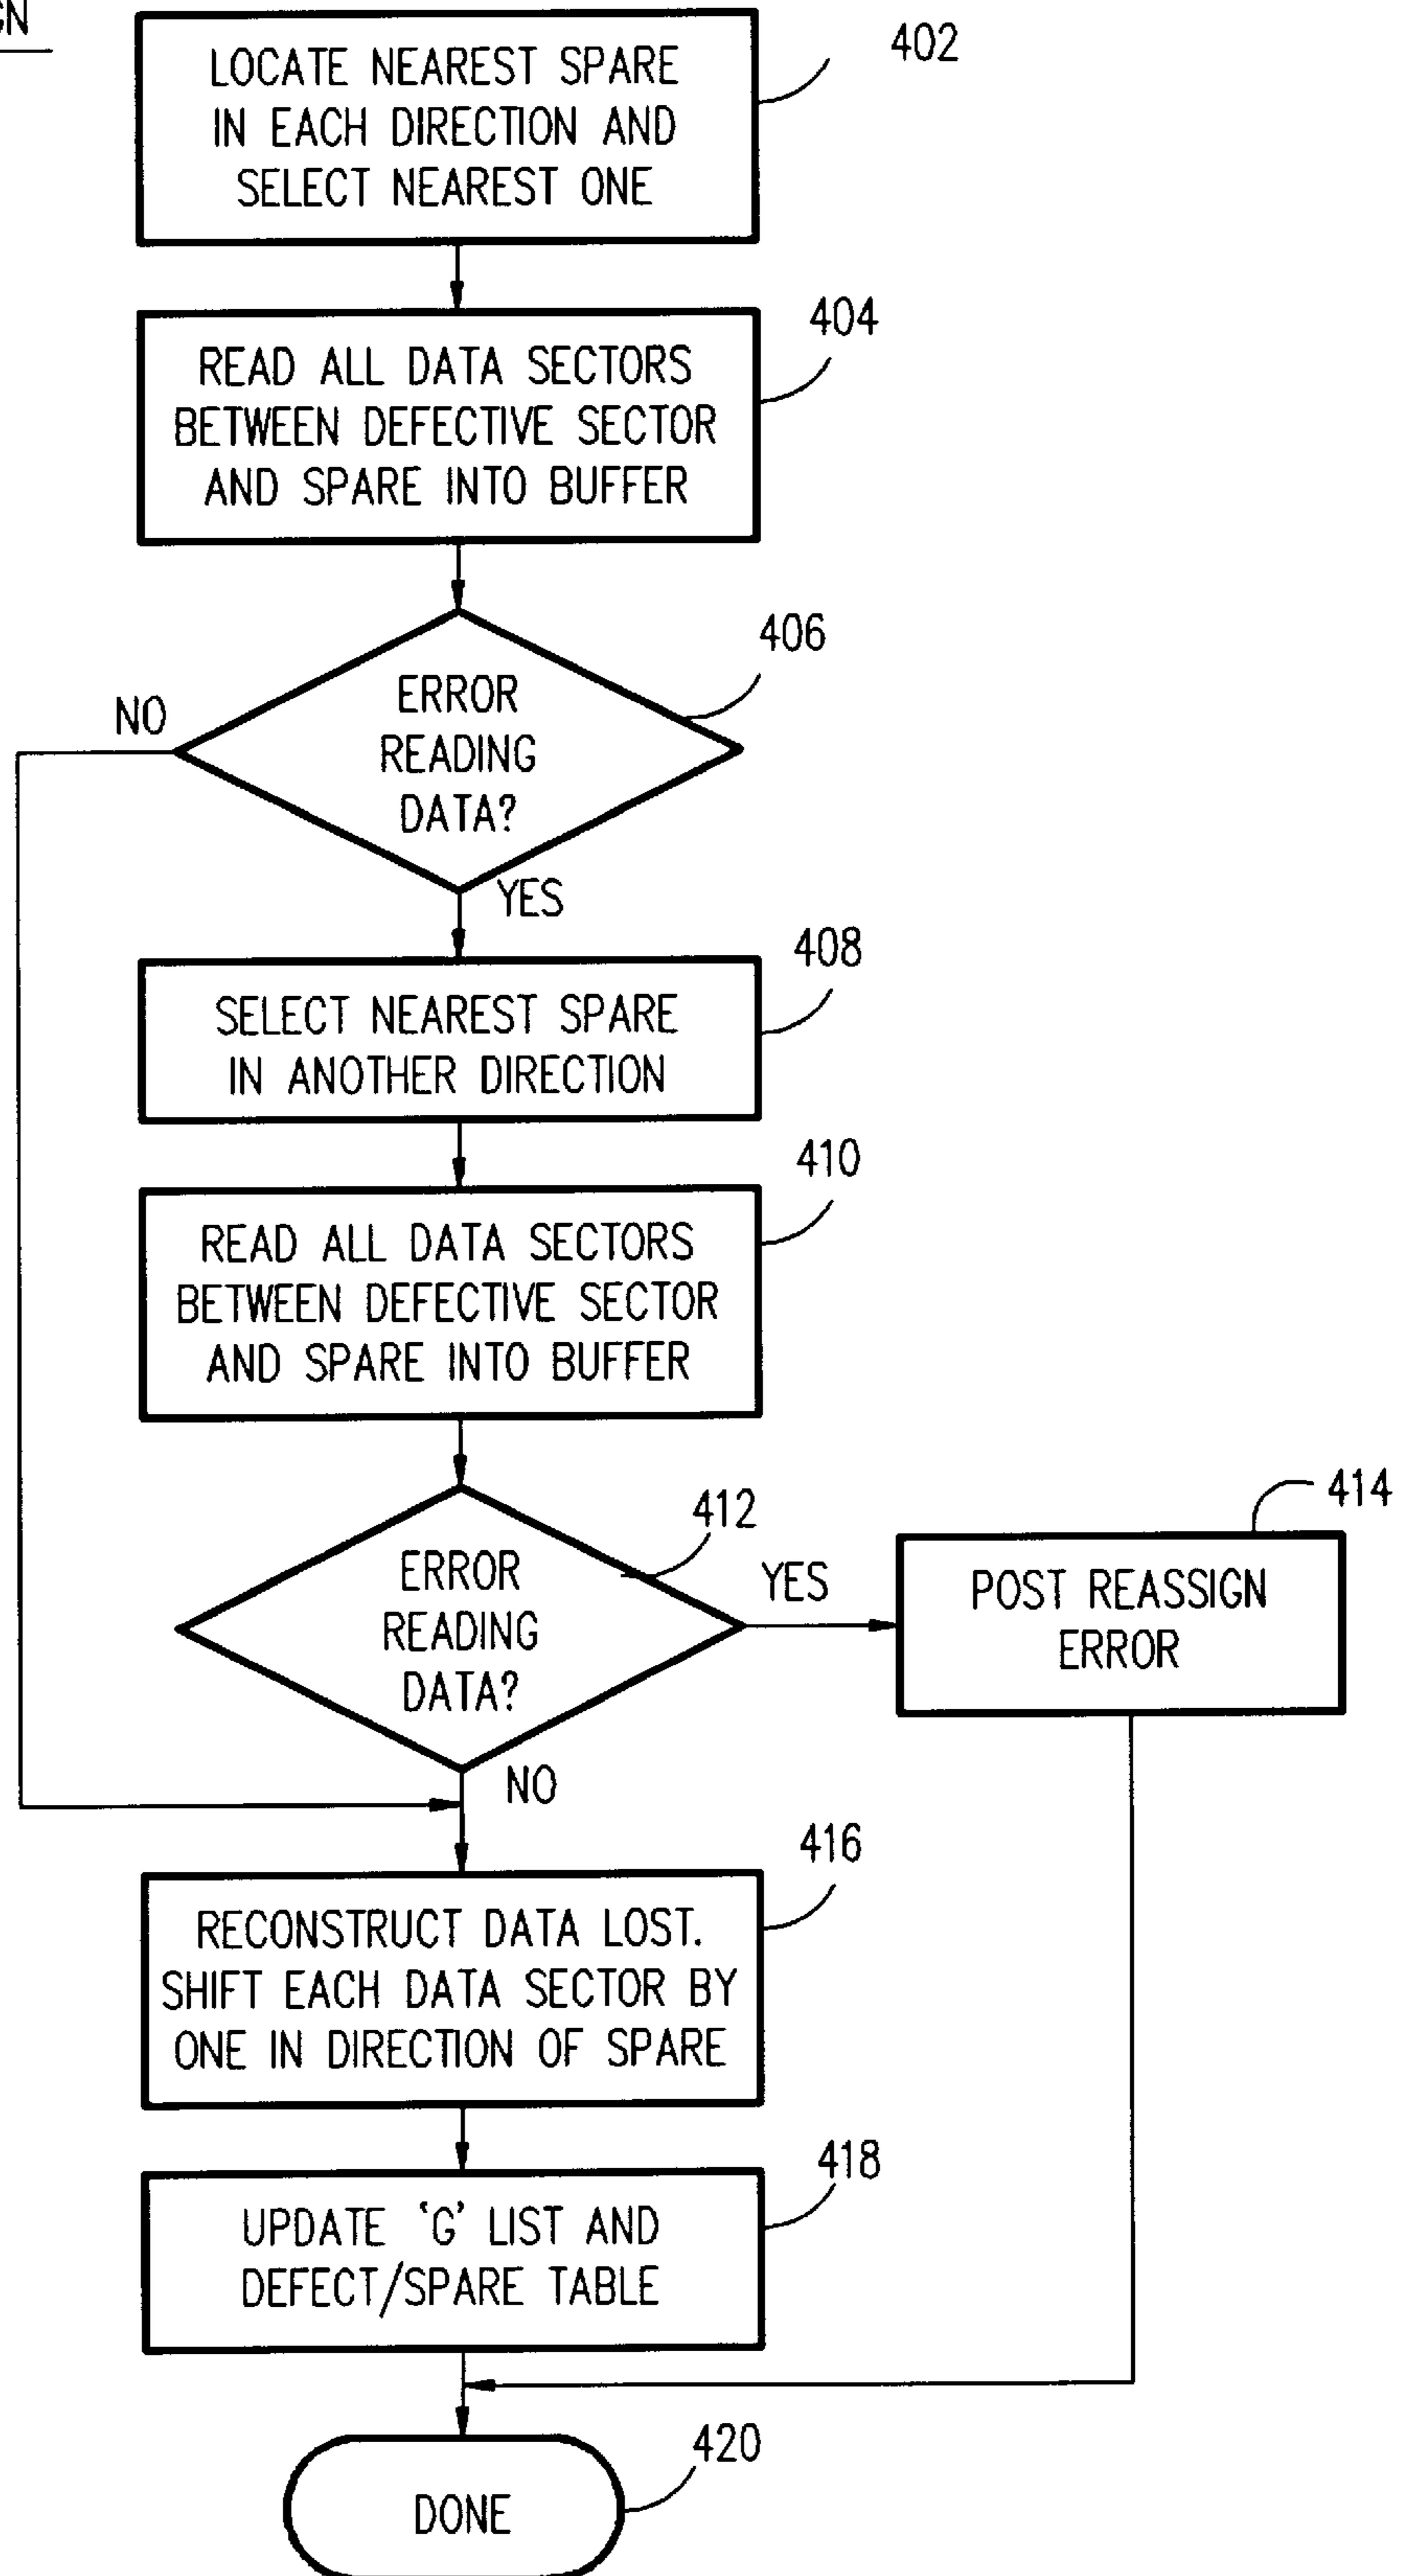 402
LOCATE NEAREST SPARE
IN EACH DIRECTION AND
SELECT NEAREST ONE
404
READ ALL DATA SECTORS
BETWEEN DEFECTIVE SECTOR
AND SPARE INTO BUFFER
406
ERROR
READING
DATA?
NO
YES
408
SELECT NEAREST SPARE
IN ANOTHER DIRECTION
410
READ ALL DATA SECTORS
BETWEEN DEFECTIVE SECTOR
AND SPARE INTO BUFFER
412
ERROR
READING
DATA?
YES
414
POST REASSIGN
ERROR
NO
416
RECONSTRUCT DATA LOST.
SHIFT EACH DATA SECTOR BY
ONE IN DIRECTION OF SPARE
418
UPDATE 'G' LIST AND
DEFECT/SPARE TABLE
420
DONE